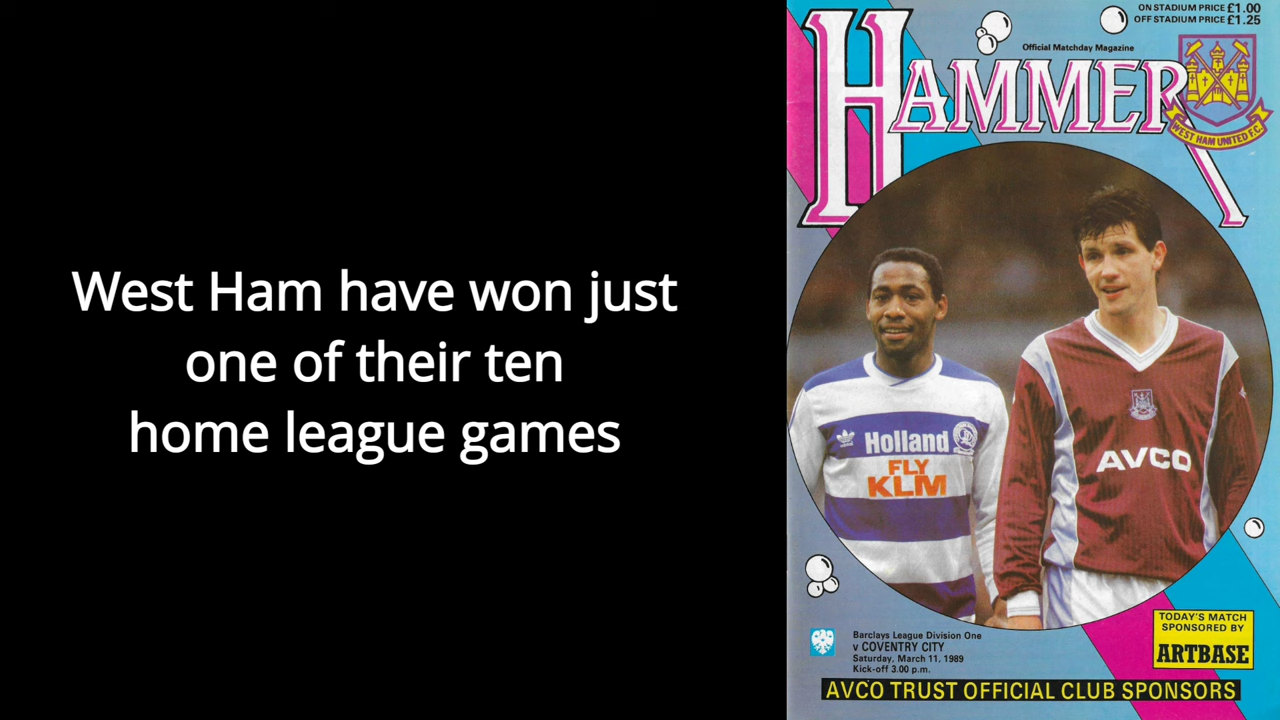 West Ham have won just
one of their ten
home league games
ON STADIUM PRICE £1.00
OFF STADIUM PRICE £1.25
Official Matchday Magazine
HAMMER
WEST HAM UNITED F.C.
Holland
FLY
KLM
AVCO
Barclays League Division One
v COVENTRY CITY
Saturday, March 11, 1989
Kick-off 3.00 p.m.
TODAY'S MATCH
SPONSORED BY
ARTBASE
AVCO TRUST OFFICIAL CLUB SPONSORS